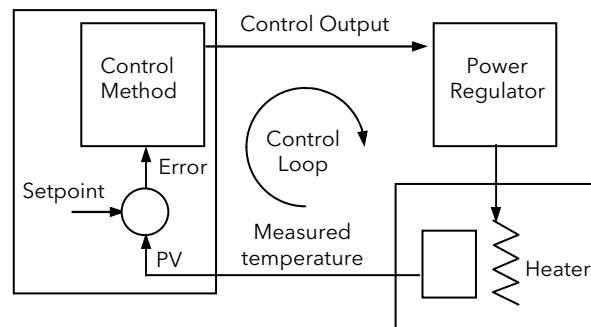 Control Output
Control
Method
Power
Regulator
Control
Loop
Error
Setpoint
PV
Measured
temperature
Heater